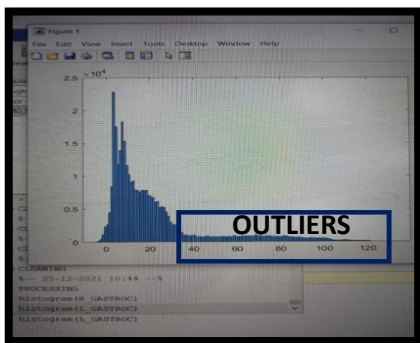 Figure 1
File Edit View Insert Tools Desktop Window Help
2.5 × 10⁴
2
1.5
1
0.5
0
0 20 40 60 80 100 120
OUTLIERS
CLEANING
%-- 25-12-2021 10:44 --%
PROCESSING
histogram(R_GASTROC)
histogram(L_GASTROC)
histogram(L_GASTROC)